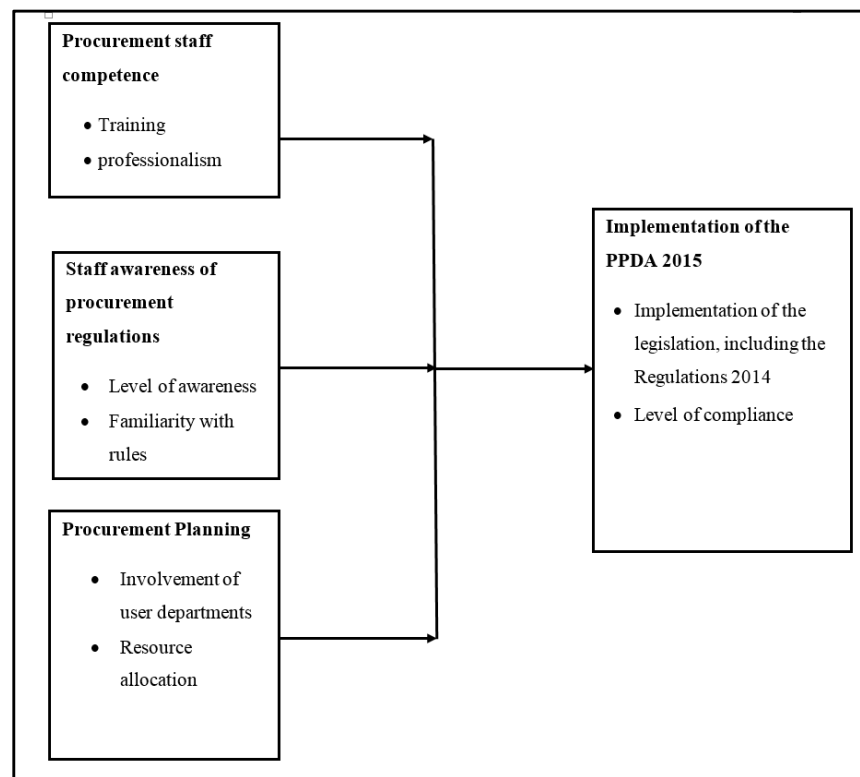 Procurement staff
competence
• Training
• professionalism
Staff awareness of
procurement
regulations
• Level of awareness
• Familiarity with
rules
Procurement Planning
• Involvement of
user departments
• Resource
allocation
Implementation of the
PPDA 2015
• Implementation of the
legislation, including the
Regulations 2014
• Level of compliance